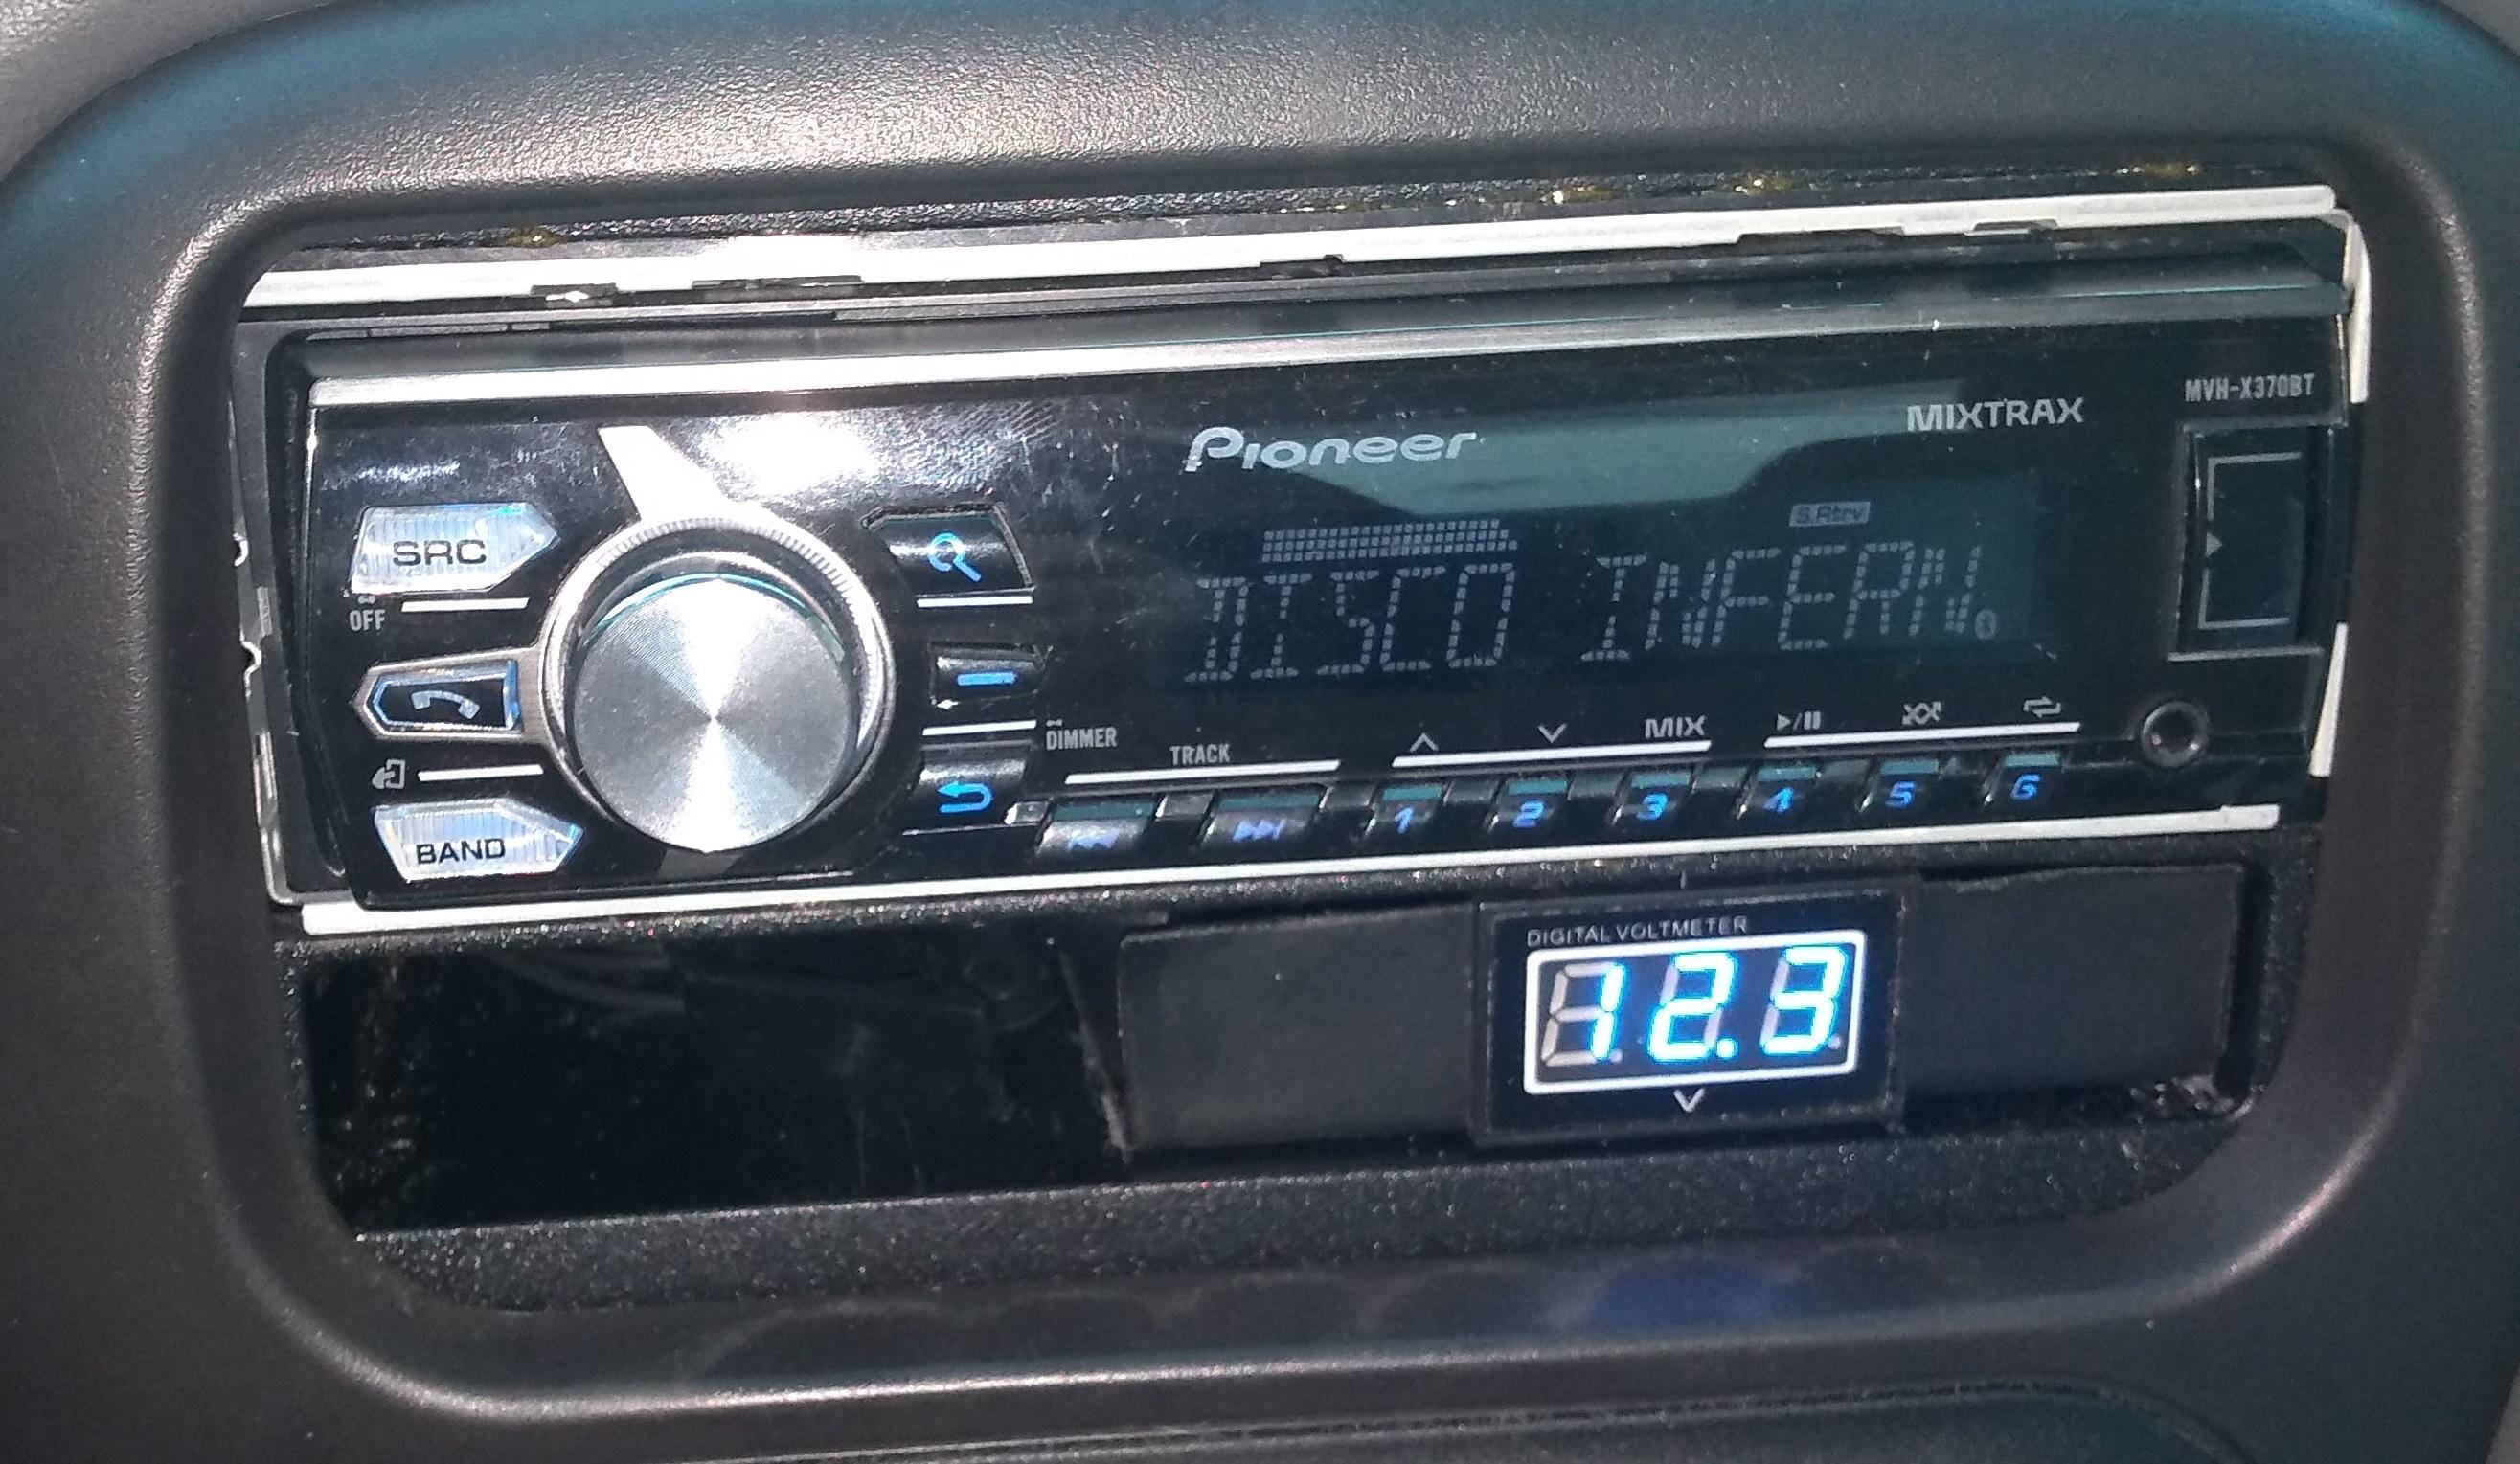 MVH-X370BT
Pioneer MIXTRAX
S.Rtrv
SRC
DISCO INFERN
OFF
DIMMER
TRACK
MIX
1 2 3 4 5 6
BAND
DIGITAL VOLTMETER
12.3
V